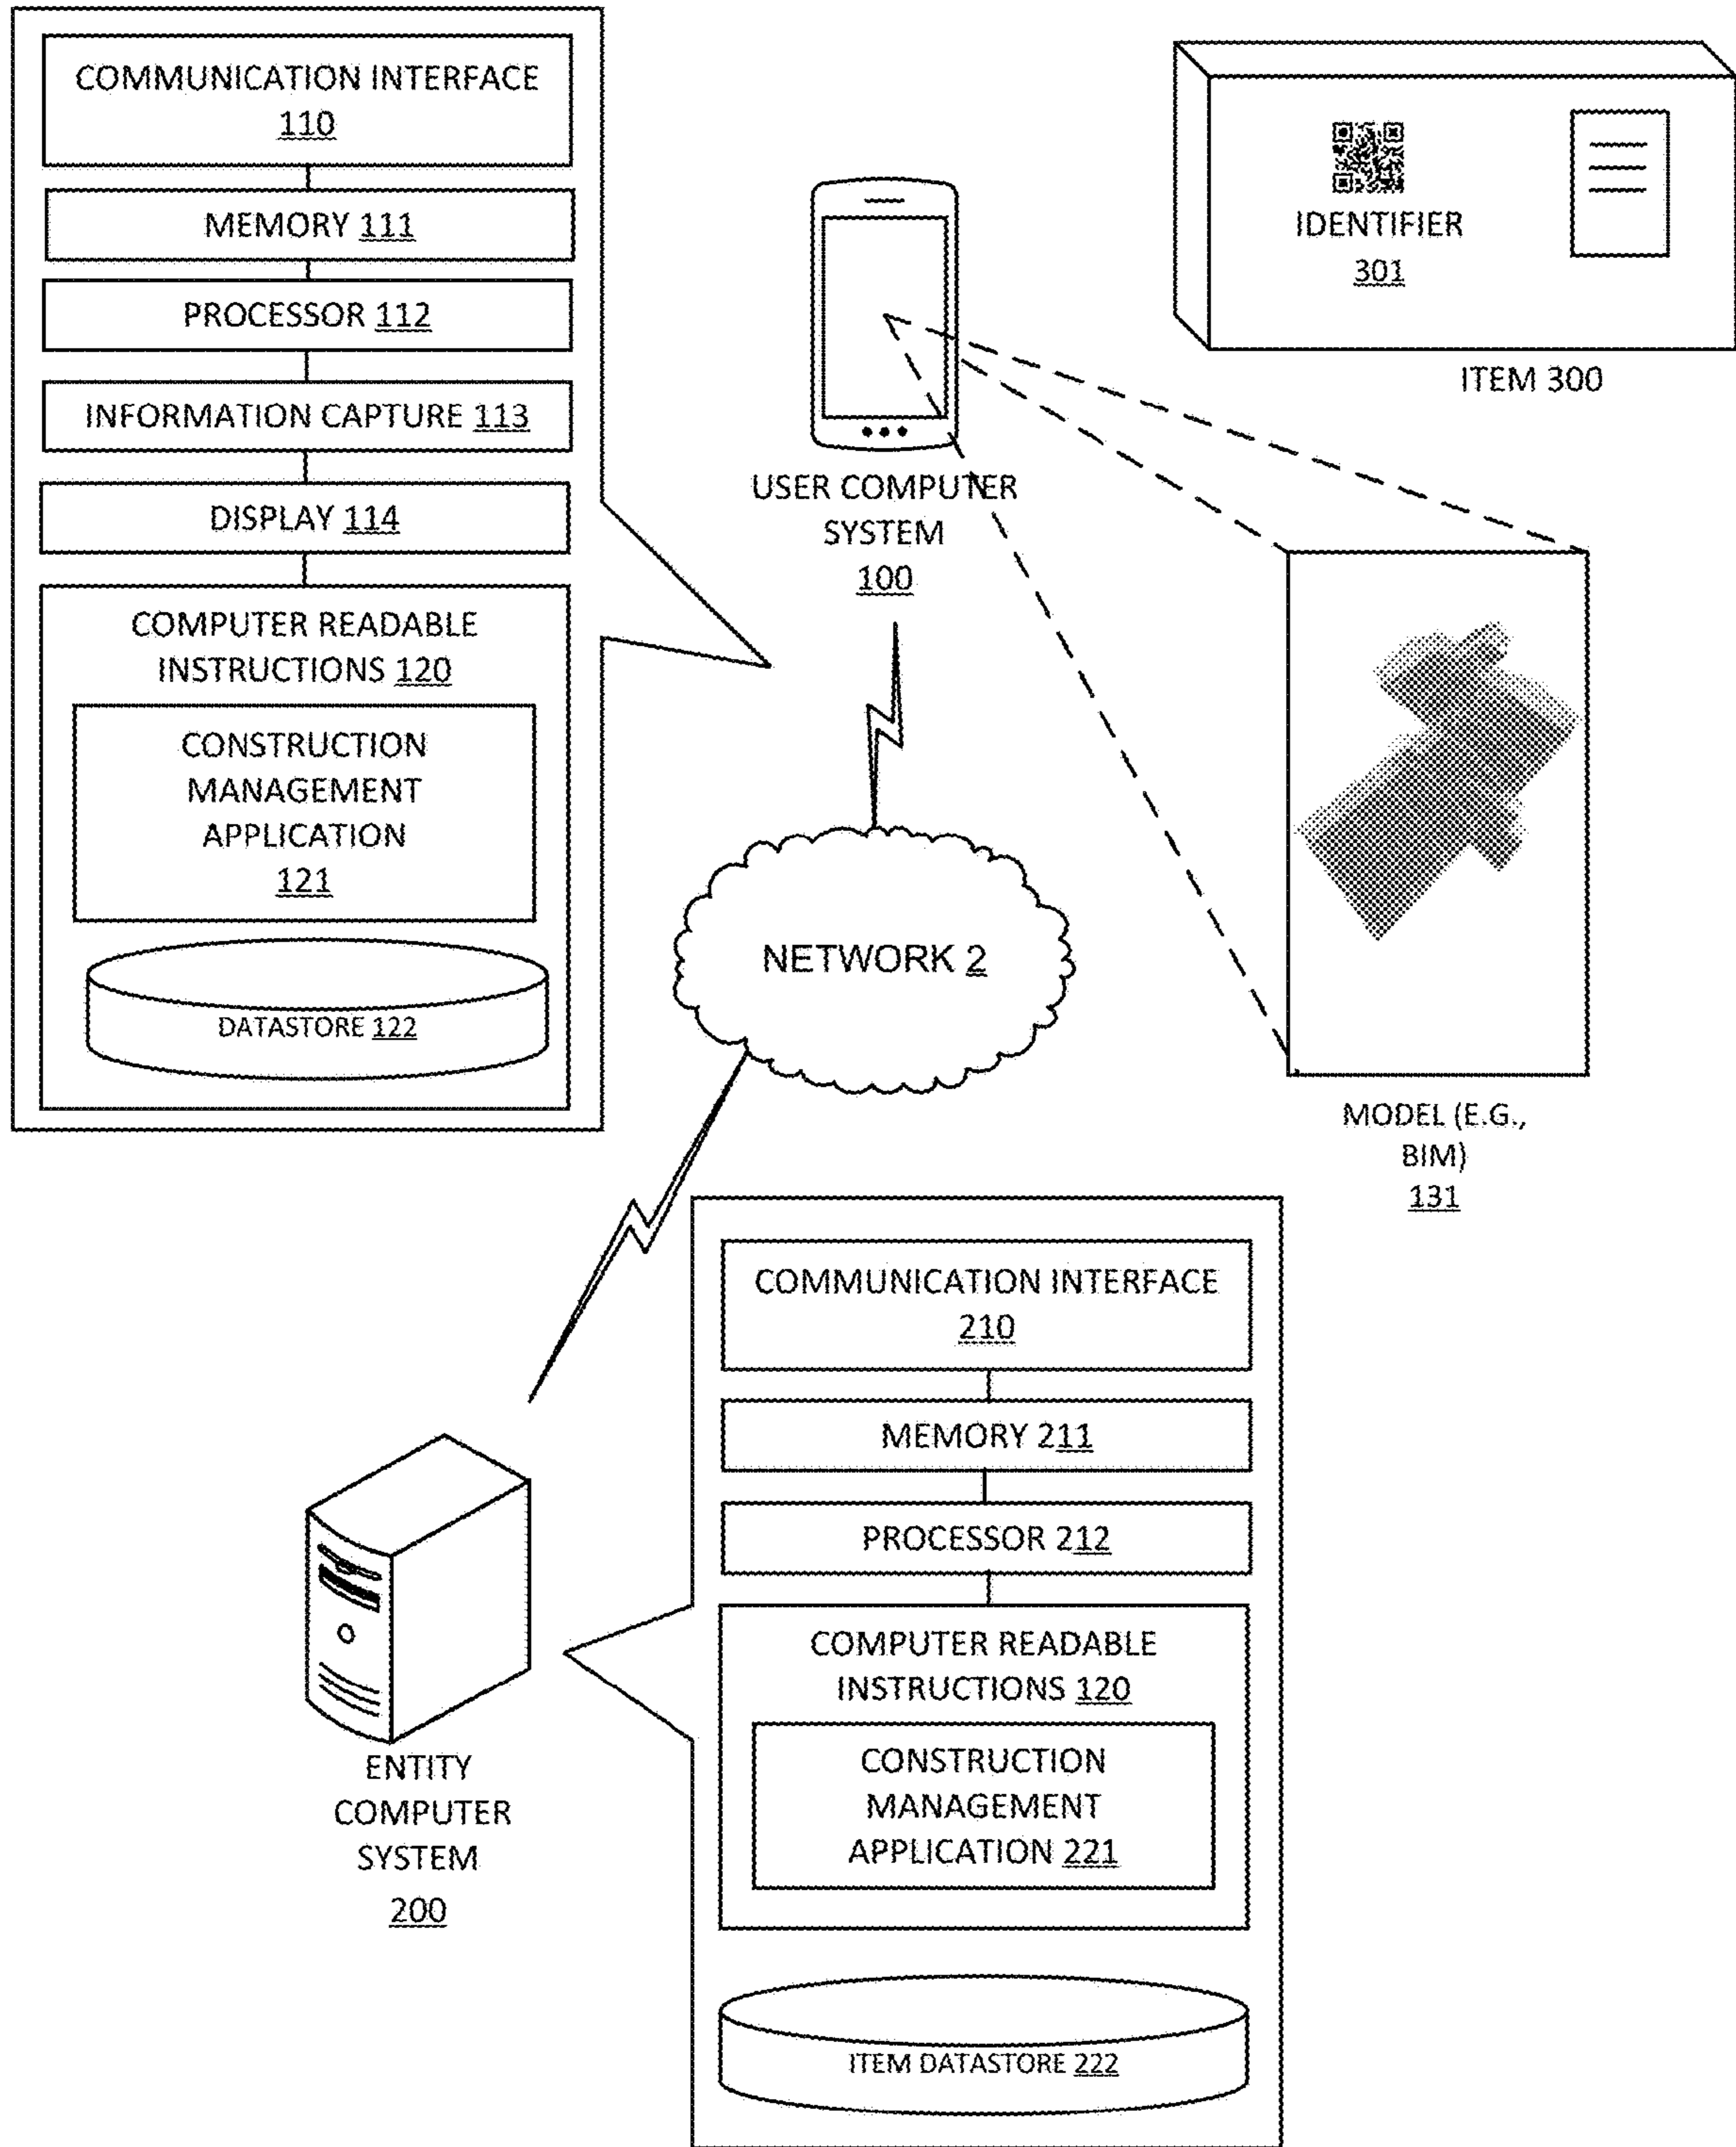 COMMUNICATION INTERFACE
110
MEMORY 111
PROCESSOR 112
INFORMATION CAPTURE 113
DISPLAY 114
COMPUTER READABLE
INSTRUCTIONS 120
CONSTRUCTION
MANAGEMENT
APPLICATION
121
DATASTORE 122
USER COMPUTER
SYSTEM
100
IDENTIFIER
301
ITEM 300
NETWORK 2
MODEL (E.G.,
BIM)
131
ENTITY
COMPUTER
SYSTEM
200
COMMUNICATION INTERFACE
210
MEMORY 211
PROCESSOR 212
COMPUTER READABLE
INSTRUCTIONS 120
CONSTRUCTION
MANAGEMENT
APPLICATION 221
ITEM DATASTORE 222